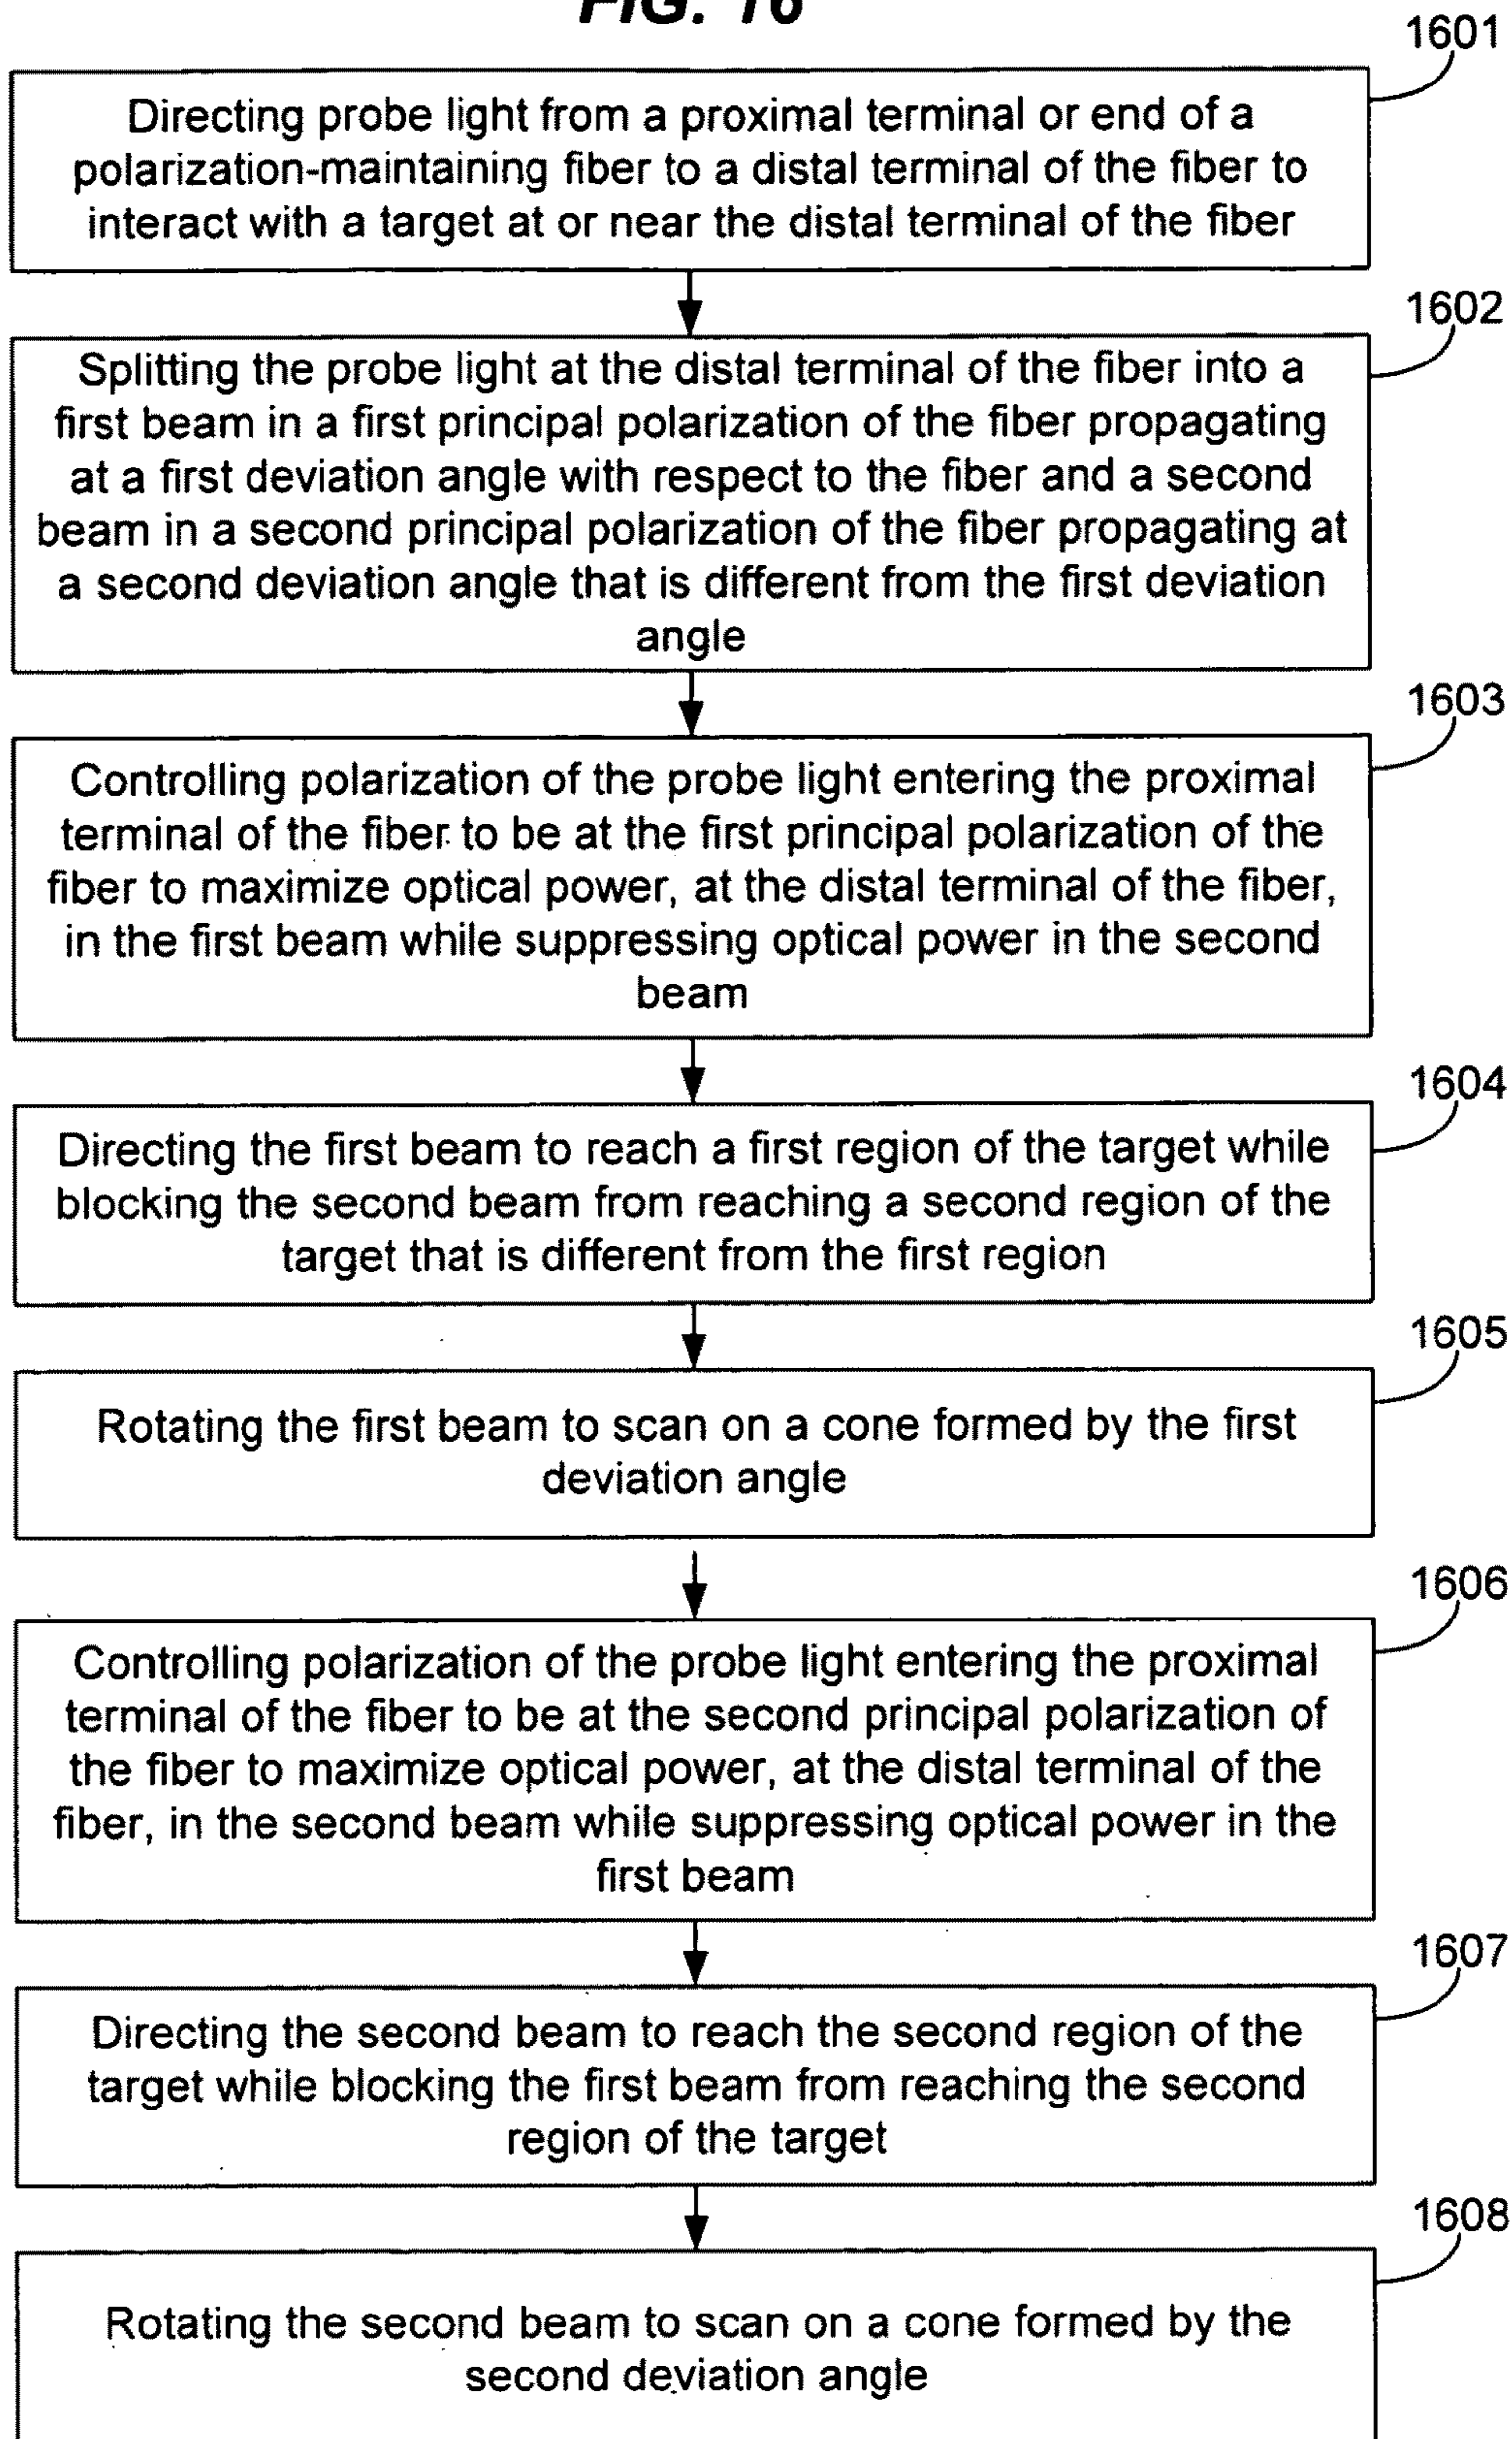 FIG. 16
1601
Directing probe light from a proximal terminal or end of a
polarization-maintaining fiber to a distal terminal of the fiber to
interact with a target at or near the distal terminal of the fiber
1602
Splitting the probe light at the distal terminal of the fiber into a
first beam in a first principal polarization of the fiber propagating
at a first deviation angle with respect to the fiber and a second
beam in a second principal polarization of the fiber propagating at
a second deviation angle that is different from the first deviation
angle
1603
Controlling polarization of the probe light entering the proximal
terminal of the fiber to be at the first principal polarization of the
fiber to maximize optical power, at the distal terminal of the fiber,
in the first beam while suppressing optical power in the second
beam
1604
Directing the first beam to reach a first region of the target while
blocking the second beam from reaching a second region of the
target that is different from the first region
1605
Rotating the first beam to scan on a cone formed by the first
deviation angle
1606
Controlling polarization of the probe light entering the proximal
terminal of the fiber to be at the second principal polarization of
the fiber to maximize optical power, at the distal terminal of the
fiber, in the second beam while suppressing optical power in the
first beam
1607
Directing the second beam to reach the second region of the
target while blocking the first beam from reaching the second
region of the target
1608
Rotating the second beam to scan on a cone formed by the
second deviation angle